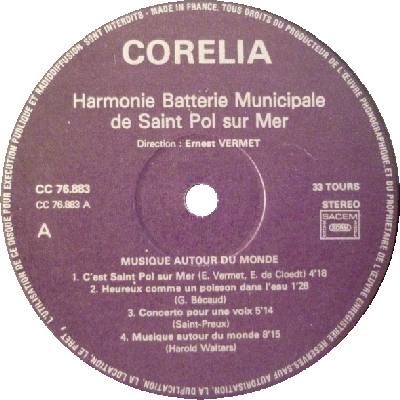 MADE IN FRANCE. TOUS DROITS DU PRODUCTEUR DE L'ŒUVRE PHONOGRAPHIQUE ET DU PROPRIETAIRE DE L'ŒUVRE ENREGISTREE RESERVES. SAUF AUTORISATION, LA DUPLICATION, LA LOCATION, LE PRET, L'UTILISATION DE CE DISQUE POUR EXECUTION PUBLIQUE ET RADIODIFFUSION SONT INTERDITS
CORELIA
Harmonie Batterie Municipale
de Saint Pol sur Mer
Direction : Ernest VERMET
CC 76.883
33 TOURS
CC 76.883 A
STEREO
SACEM
A
MUSIQUE AUTOUR DU MONDE
1. C'est Saint Pol sur Mer (E. Vermet, E. de Cloedt) 4'18
2. Heureux comme un poisson dans l'eau 1'28
(G. Bécaud)
3. Concerto pour une voix 5'14
(Saint-Preux)
4. Musique autour du monde 8'15
(Harold Walters)